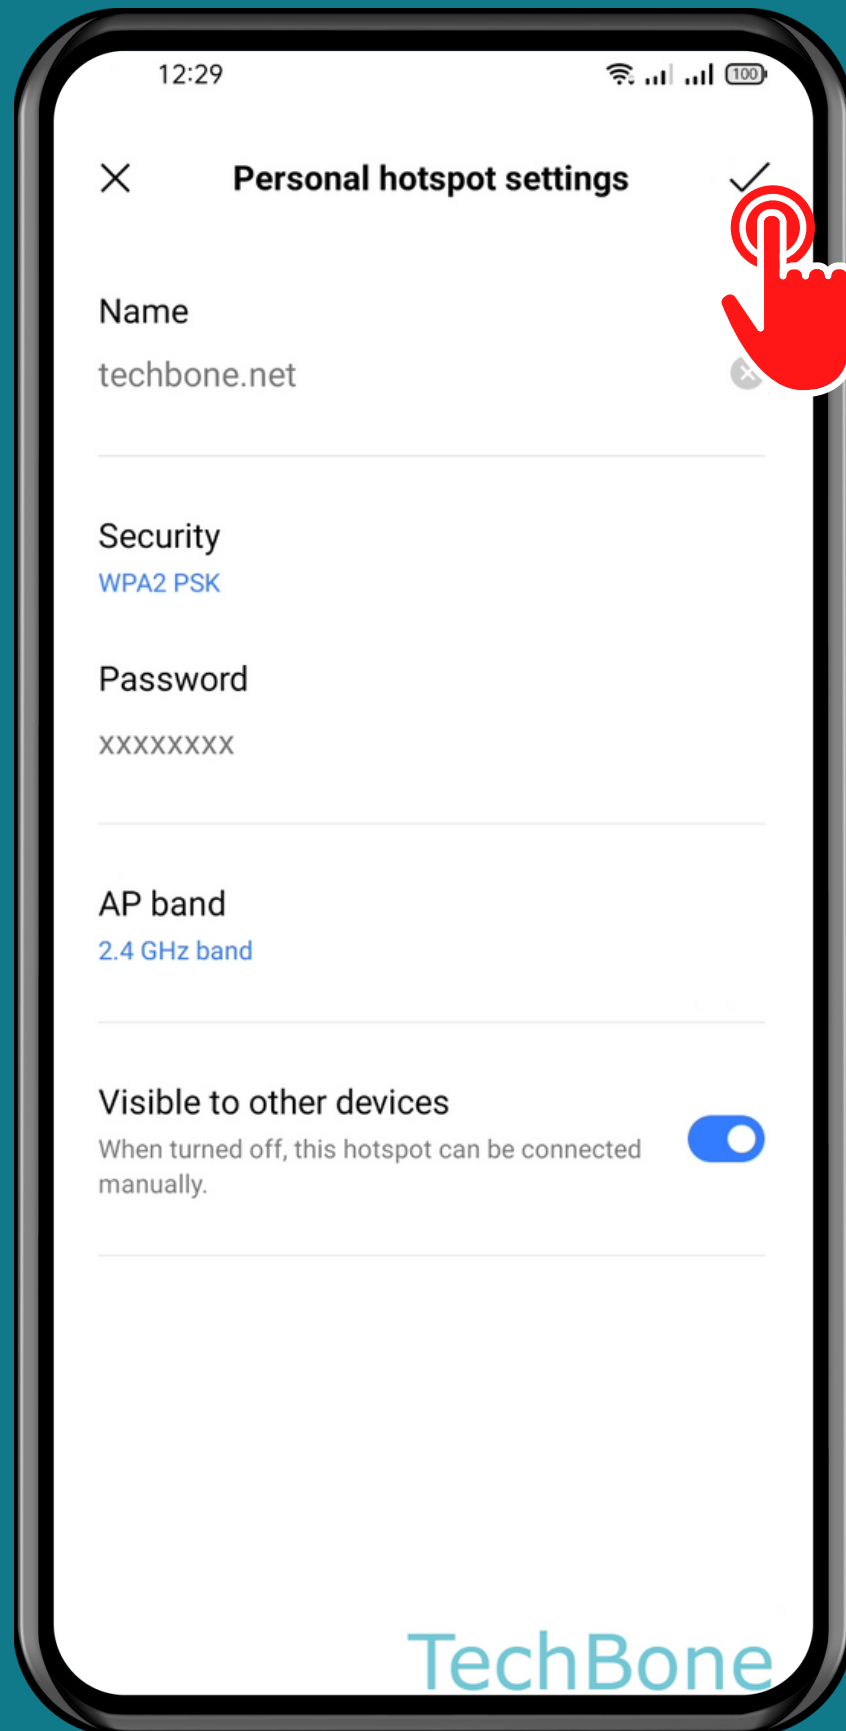 12:29
100
Personal hotspot settings
Name
techbone.net
Security
WPA2 PSK
Password
xxxxxxxx
AP band
2.4 GHz band
Visible to other devices
When turned off, this hotspot can be connected
manually.
TechBone